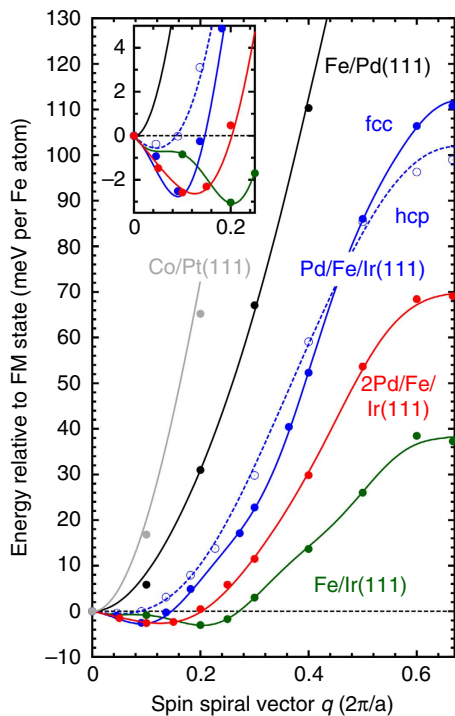 130
120
110
100
90
80
70
60
50
40
30
20
10
0
−10
4
2
0
−2
0
0.2
Fe/Pd(111)
fcc
hcp
Co/Pt(111)
Pd/Fe/Ir(111)
2Pd/Fe/
Ir(111)
Fe/Ir(111)
0
0.2
0.4
0.6
Energy relative to FM state (meV per Fe atom)
Spin spiral vector q (2π/a)